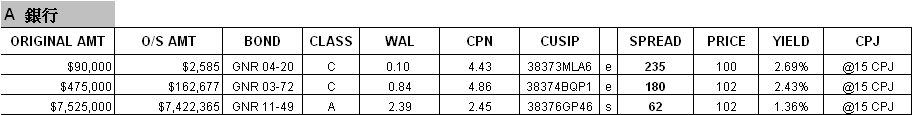 A 銀行
ORIGINAL AMT O/S AMT BOND CLASS WAL CPN CUSIP SPREAD PRICE YIELD CPJ
$90,000 $2,585 GNR 04-20 C 0.10 4.43 38373MLA6 e 235 100 2.69% @15 CPJ
$475,000 $162,677 GNR 03-72 C 0.84 4.86 38374BQP1 e 180 102 2.43% @15 CPJ
$7,525,000 $7,422,365 GNR 11-49 A 2.39 2.45 38376GP46 s 62 102 1.36% @15 CPJ